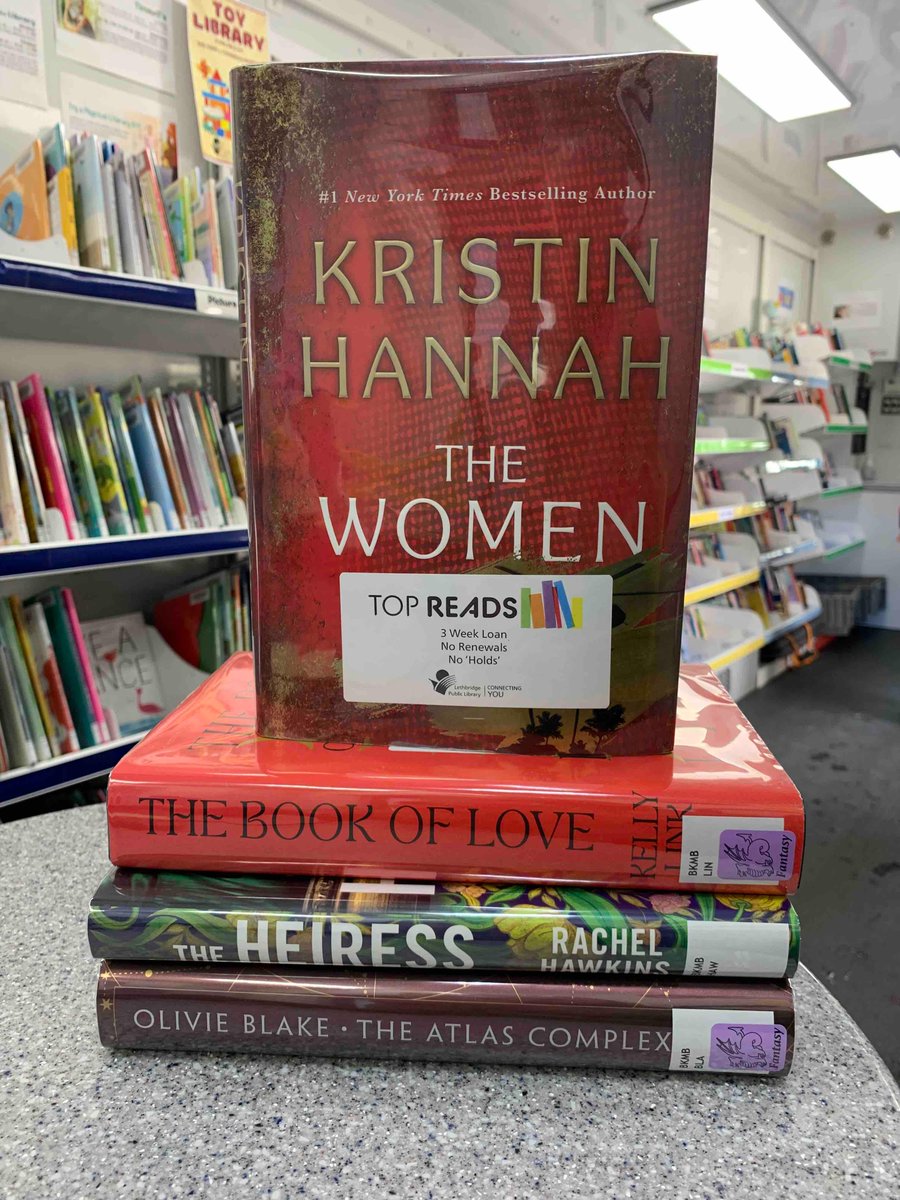 TOY
LIBRARY
Picture
#1 New York Times Bestselling Author
KRISTIN
HANNAH
THE
WOMEN
TOP READS
3 Week Loan
No Renewals
No 'Holds'
Lethbridge
Public Library
CONNECTING
YOU
THE BOOK OF LOVE
KELLY
LINK
BKMB
LIN
Fantasy
THE HEIRESS
RACHEL
HAWKINS
BKMB
OLIVIE BLAKE · THE ATLAS COMPLEX
BKMB
BLA
Fantasy